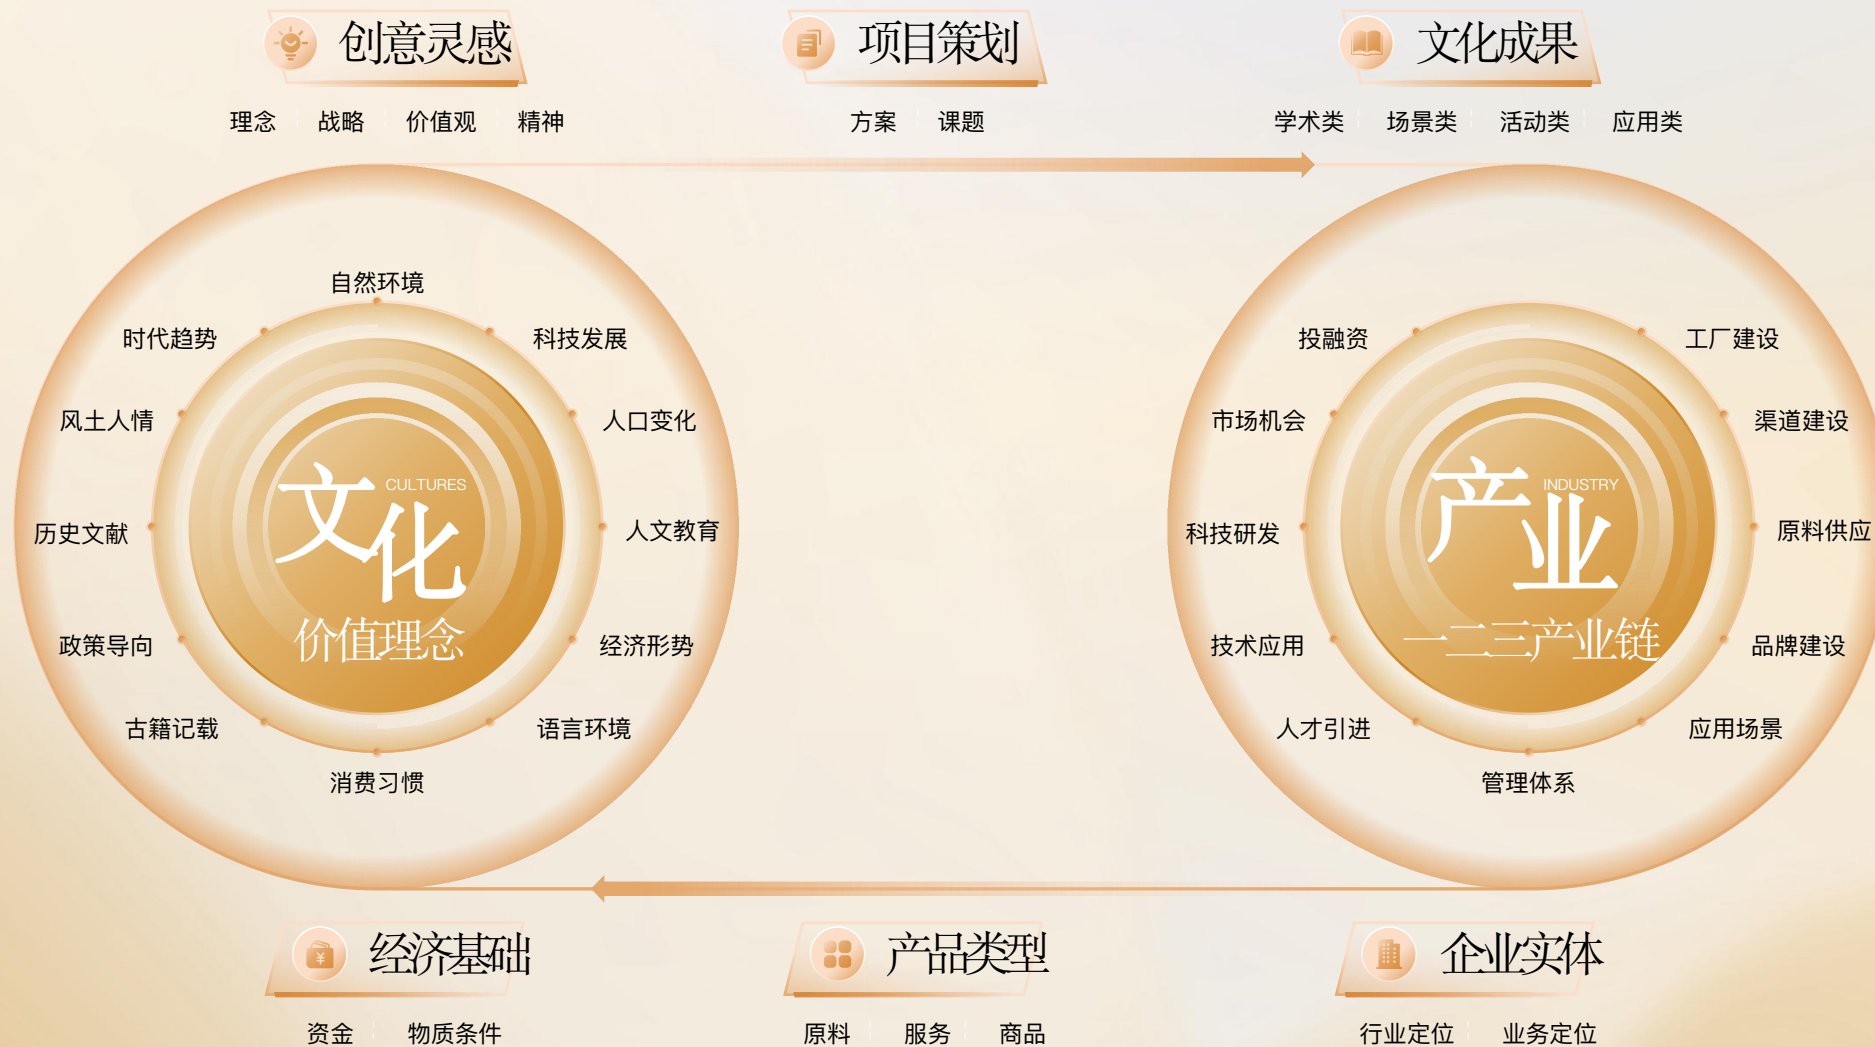 创意灵感
项目策划
文化成果
理念 战略 价值观 精神
方案 课题
学术类 场景类 活动类 应用类
自然环境
时代趋势
科技发展
风土人情
人口变化
历史文献
人文教育
政策导向
经济形势
古籍记载
语言环境
消费习惯
文化
CULTURES
价值理念
投融资
工厂建设
市场机会
渠道建设
科技研发
原料供应
技术应用
品牌建设
人才引进
应用场景
管理体系
产业
INDUSTRY
一二三产业链
经济基础
产品类型
企业实体
资金 物质条件
原料 服务 商品
行业定位 业务定位